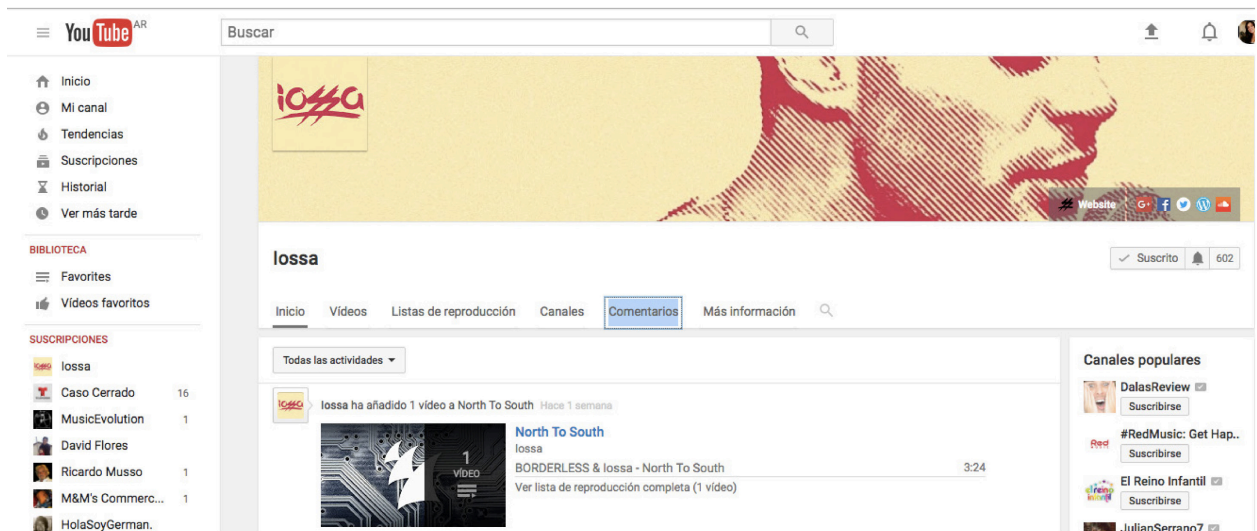 YouTube AR
Buscar
Inicio
Mi canal
Tendencias
Suscripciones
Historial
Ver más tarde
BIBLIOTECA
Favorites
Vídeos favoritos
SUSCRIPCIONES
Iossa
Caso Cerrado 16
MusicEvolution 1
David Flores
Ricardo Musso 1
M&M's Commerc... 1
HolaSoyGerman.
iossa
Website
Iossa
Suscrito 602
Inicio Vídeos Listas de reproducción Canales Comentarios Más información
Todas las actividades
Iossa ha añadido 1 vídeo a North To South Hace 1 semana
1
VÍDEO
North To South
Iossa
BORDERLESS & Iossa - North To South 3:24
Ver lista de reproducción completa (1 vídeo)
Canales populares
DalasReview
Suscribirse
#RedMusic: Get Hap..
Suscribirse
El Reino Infantil
Suscribirse
JulianSerrano7